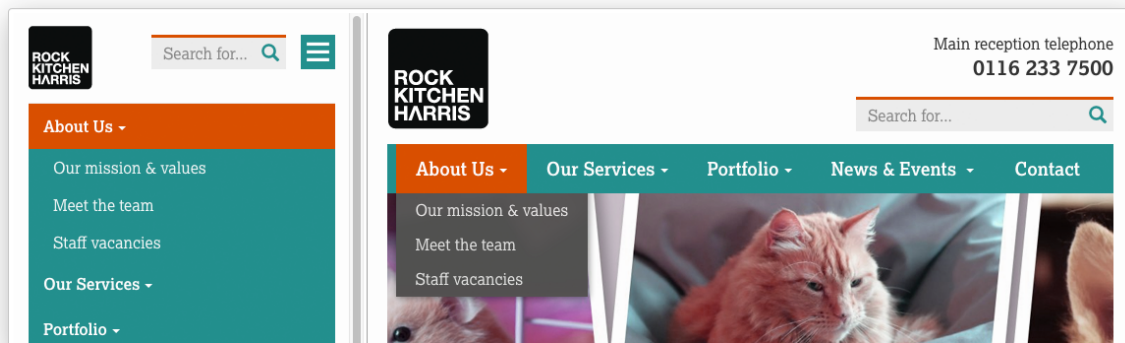 ROCK
KITCHEN
HARRIS
Search for...
About Us
Our mission & values
Meet the team
Staff vacancies
Our Services
Portfolio
ROCK
KITCHEN
HARRIS
Main reception telephone
0116 233 7500
Search for...
About Us Our Services Portfolio News & Events Contact
Our mission & values
Meet the team
Staff vacancies